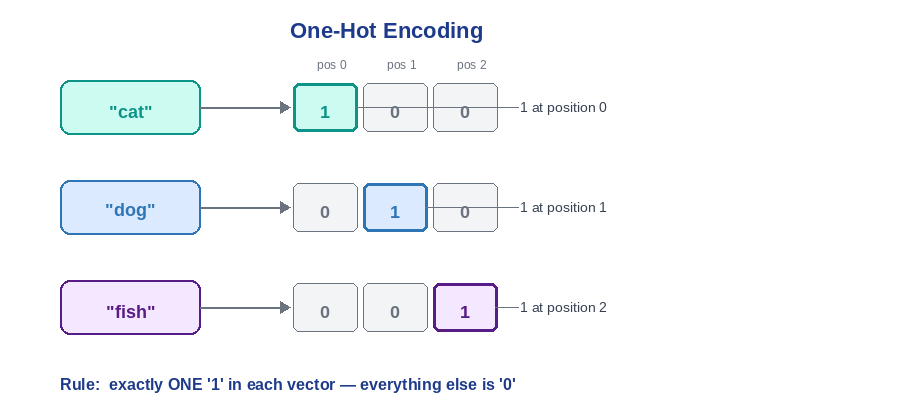 One-Hot Encoding
pos 0 pos 1 pos 2
"cat" 1 0 0 1 at position 0
"dog" 0 1 0 1 at position 1
"fish" 0 0 1 1 at position 2
Rule: exactly ONE '1' in each vector — everything else is '0'